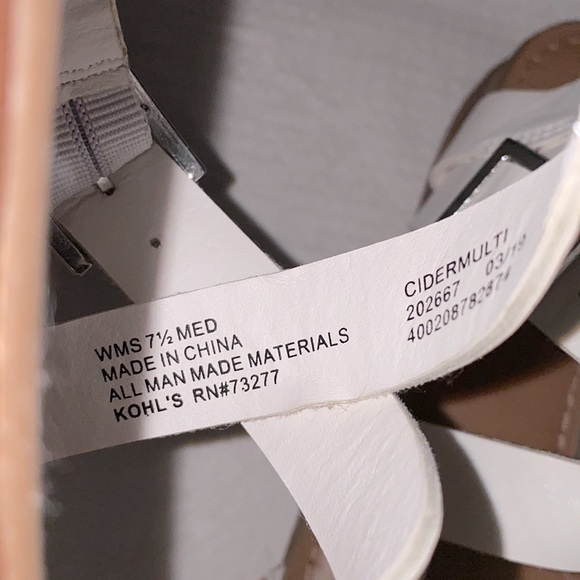 WMS 7½ MED
MADE IN CHINA
ALL MAN MADE MATERIALS
KOHL'S RN#73277
CIDERMULTI
202667 03/19
400208782874